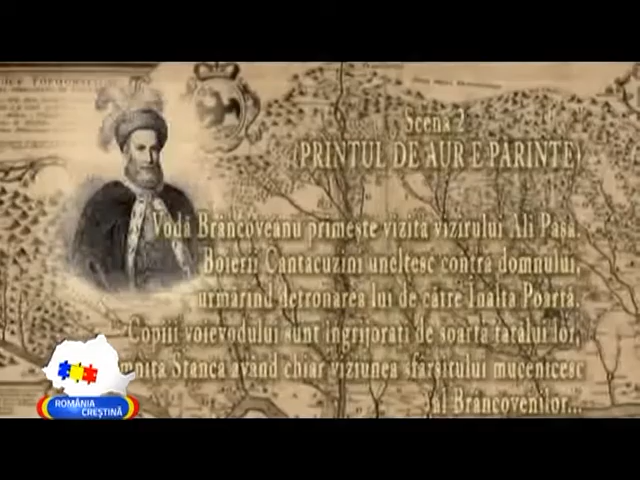 Scena 2
(PRINTUL DE AUR E PARINTE)
Vodă Brâncoveanu primește vizita vizirului Ali Pașa.
Boierii Cantacuzini uneltesc contra domnului,
urmărind detronarea lui de către Înalta Poartă.
Copiii voievodului sunt îngrijorați de soarta tatălui lor,
Stanca având chiar viziunea sfârșitului mucenicesc
al Brâncovenilor...
ROMÂNIA
CREȘTINĂ